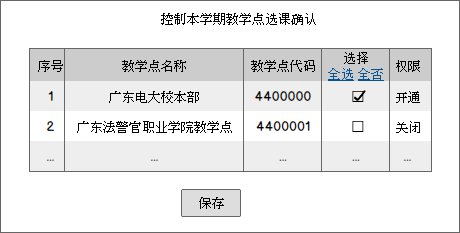 控制本学期教学点选课确认
序号 教学点名称 教学点代码 选择 权限
全选 全否
1 广东电大校本部 4400000 开通
2 广东法警官职业学院教学点 4400001 关闭
... ... ... ... ...
保存